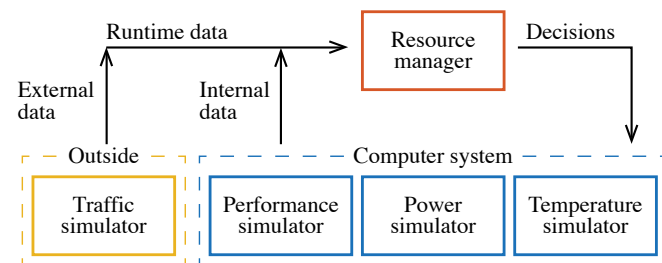 Runtime data
Resource
manager
Decisions
External
data
Internal
data
Outside
Computer system
Traffic
simulator
Performance
simulator
Power
simulator
Temperature
simulator